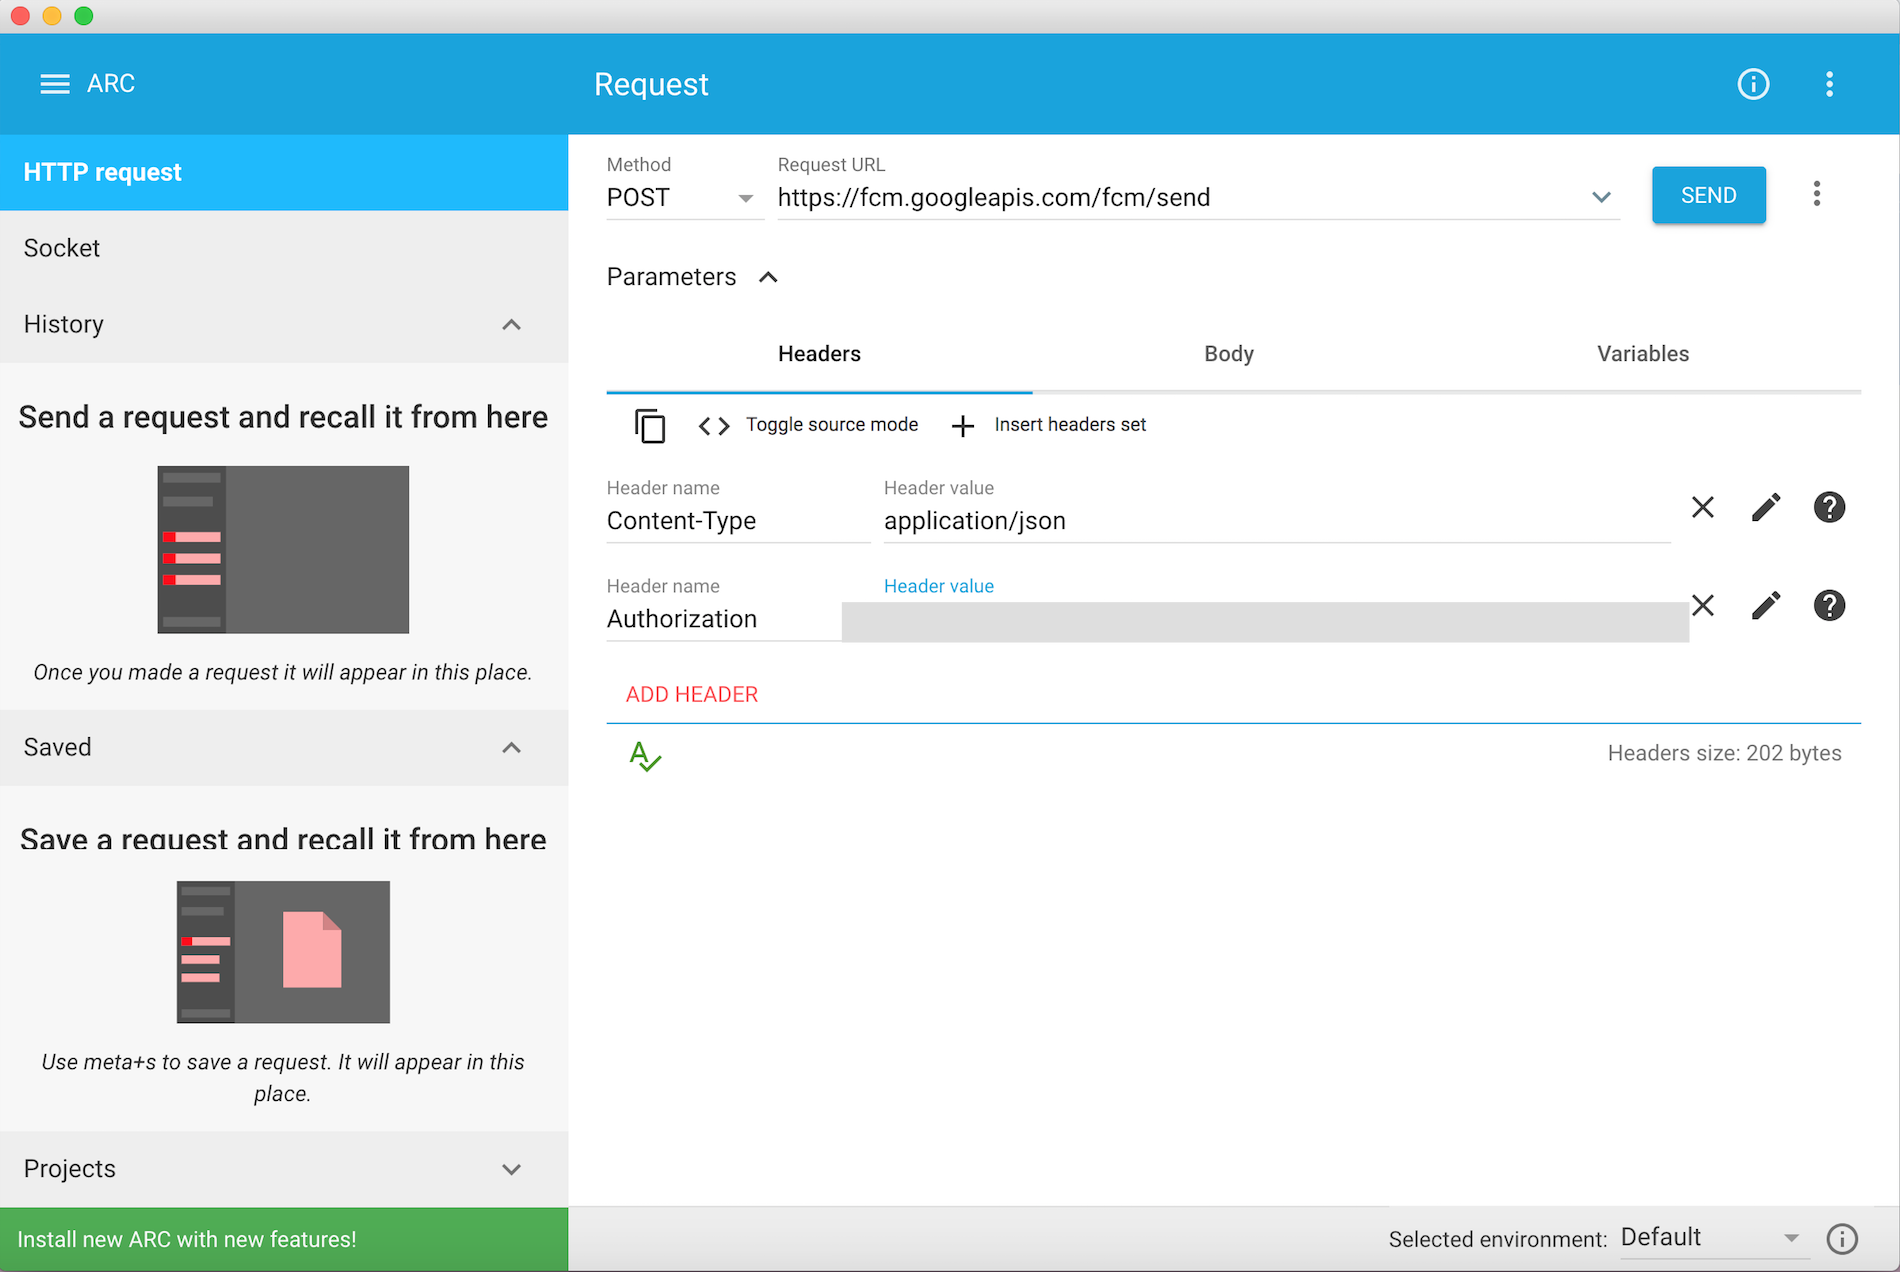 ARC
Request
HTTP request
Socket
History
Send a request and recall it from here
Once you made a request it will appear in this place.
Saved
Save a request and recall it from here
Use meta+s to save a request. It will appear in this
place.
Projects
Install new ARC with new features!
Method
POST
Request URL
https://fcm.googleapis.com/fcm/send
SEND
Parameters
Headers
Body
Variables
Toggle source mode
Insert headers set
Header name
Content-Type
Header value
application/json
Header name
Authorization
Header value
ADD HEADER
Headers size: 202 bytes
Selected environment:
Default